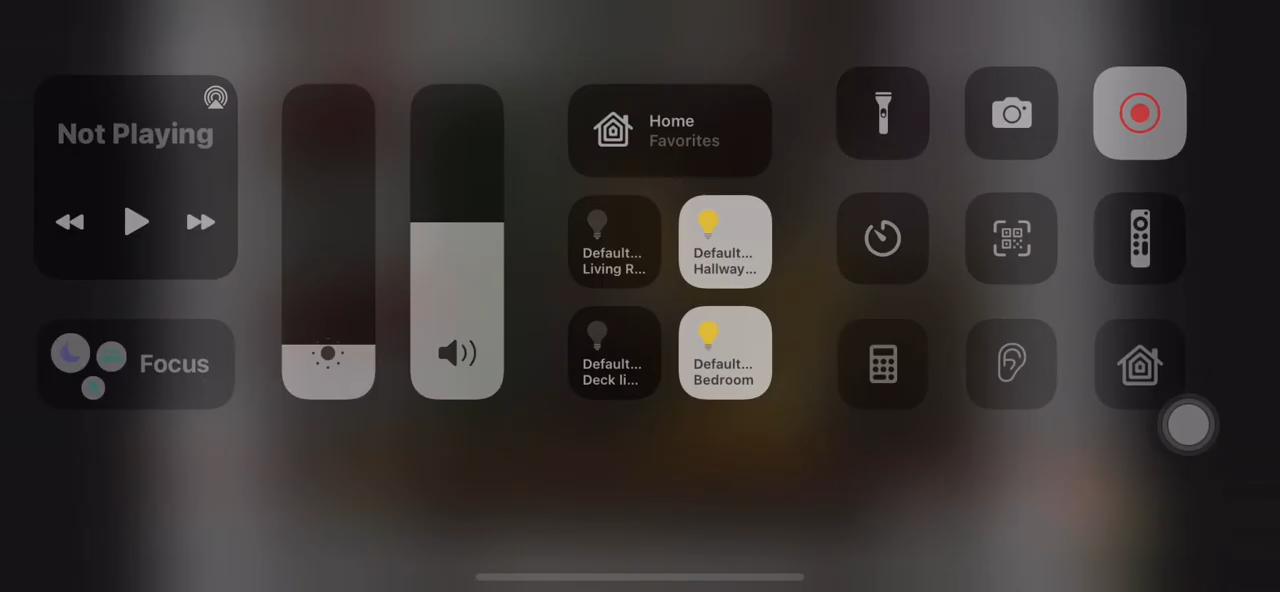 Not Playing
Focus
Home
Favorites
Default...
Living R...
Default...
Hallway...
Default...
Deck li...
Default...
Bedroom